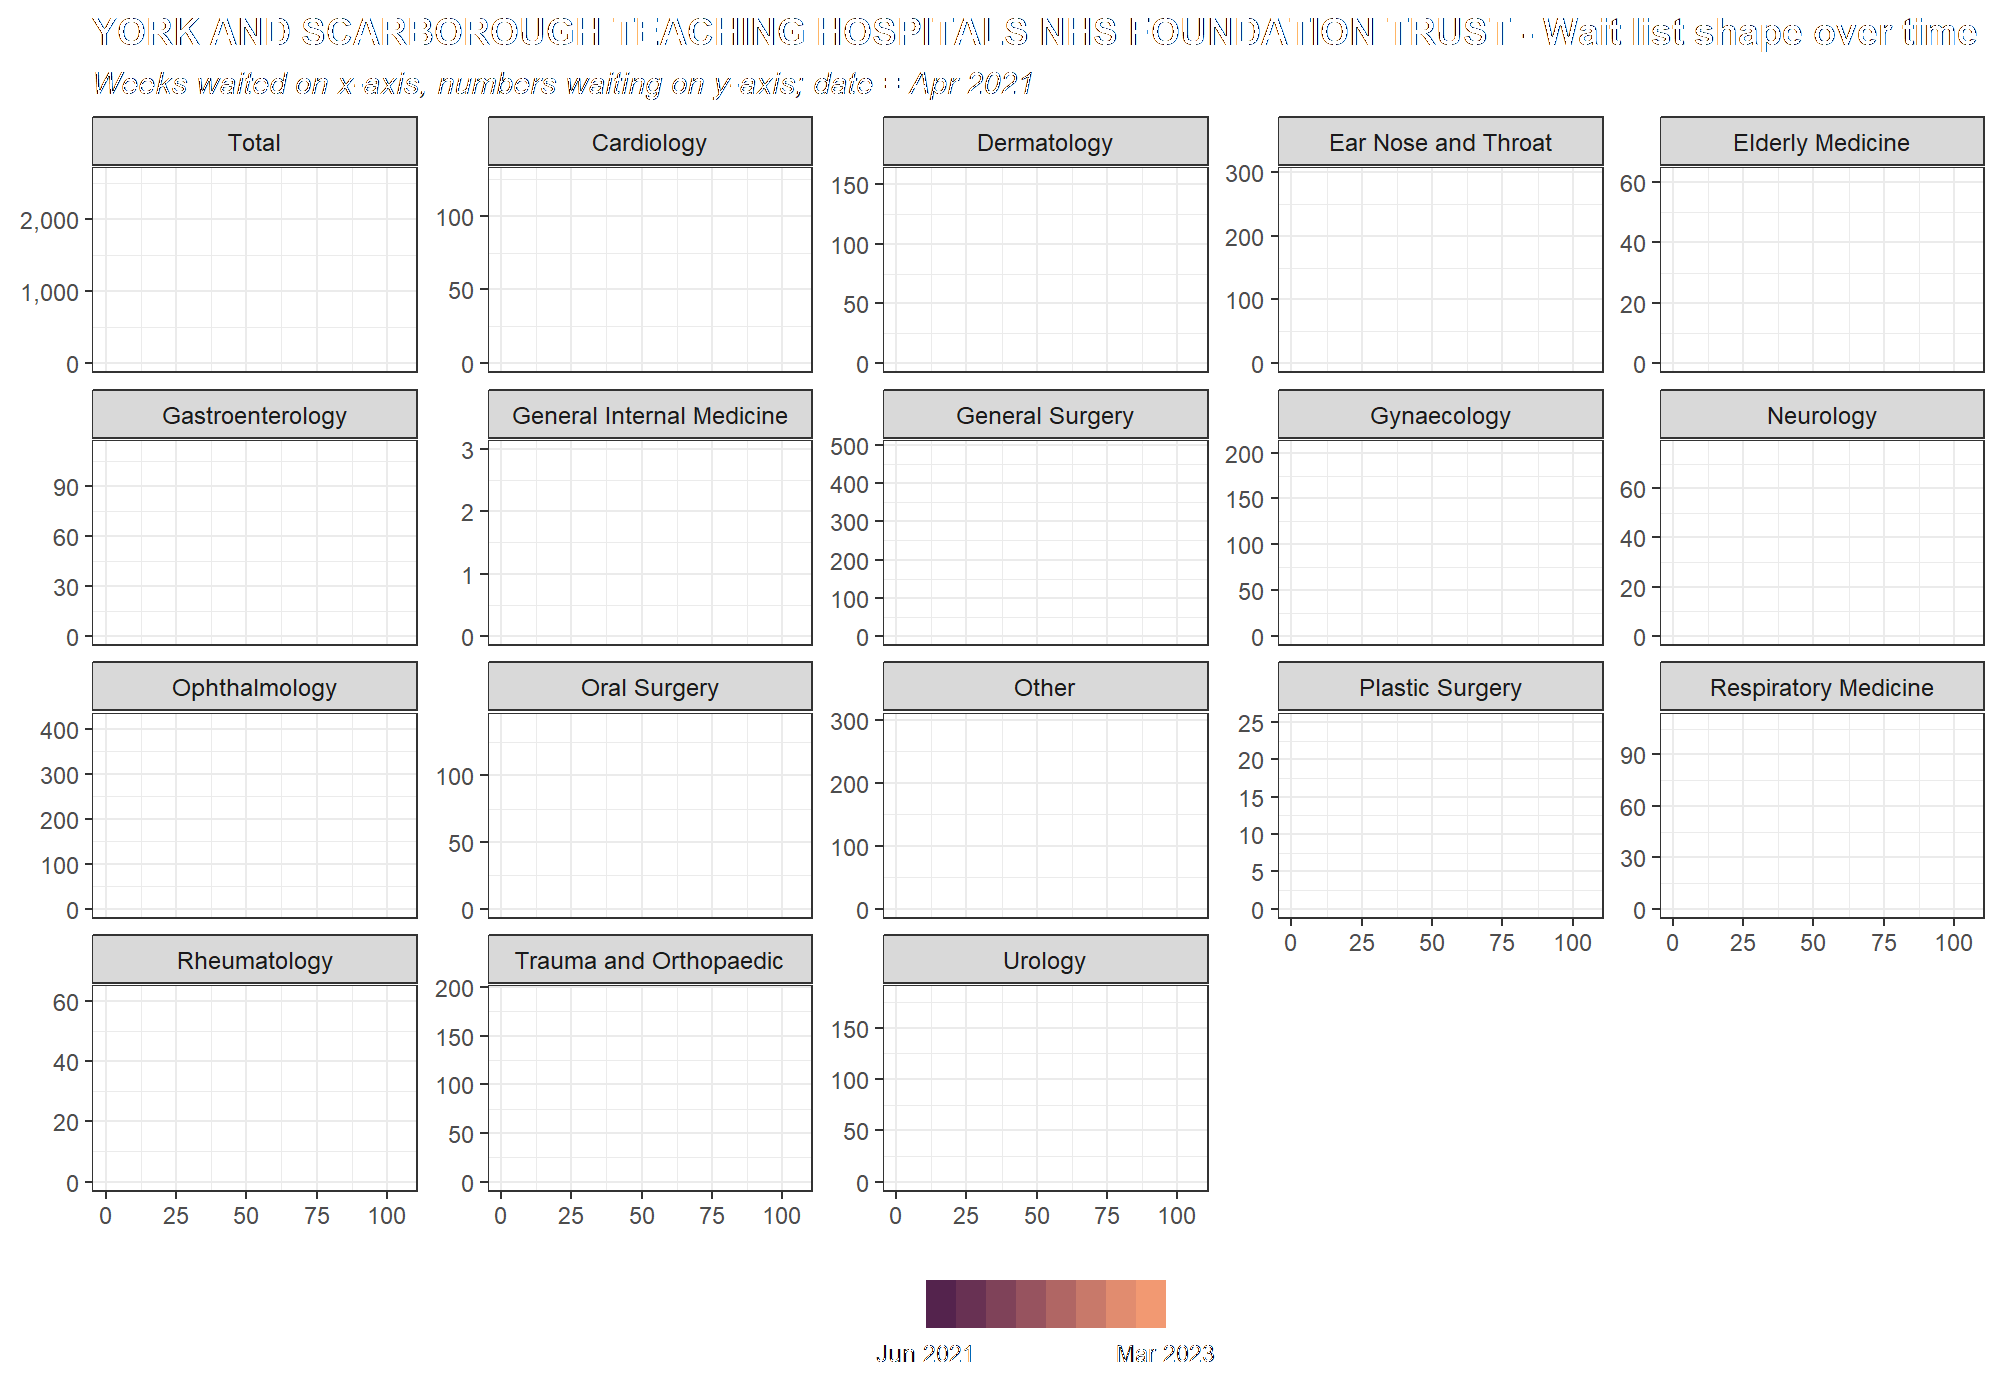 YORK AND SCARBOROUGH TEACHING HOSPITALS NHS FOUNDATION TRUST - Wait list shape over time
Weeks waited on x-axis, numbers waiting on y-axis; date = Apr 2021
Total Cardiology Dermatology Ear Nose and Throat Elderly Medicine
2,000 1,000 0
100 50 0
150 100 50 0
300 200 100 0
60 40 20 0
Gastroenterology General Internal Medicine General Surgery Gynaecology Neurology
90 60 30 0
3 2 1 0
500 400 300 200 100 0
200 150 100 50 0
60 40 20 0
Ophthalmology Oral Surgery Other Plastic Surgery Respiratory Medicine
400 300 200 100 0
100 50 0
300 200 100 0
25 20 15 10 5 0
90 60 30 0
0 25 50 75 100 0 25 50 75 100
Rheumatology Trauma and Orthopaedic Urology
60 40 20 0
200 150 100 50 0
150 100 50 0
0 25 50 75 100 0 25 50 75 100 0 25 50 75 100
Jun 2021 Mar 2023